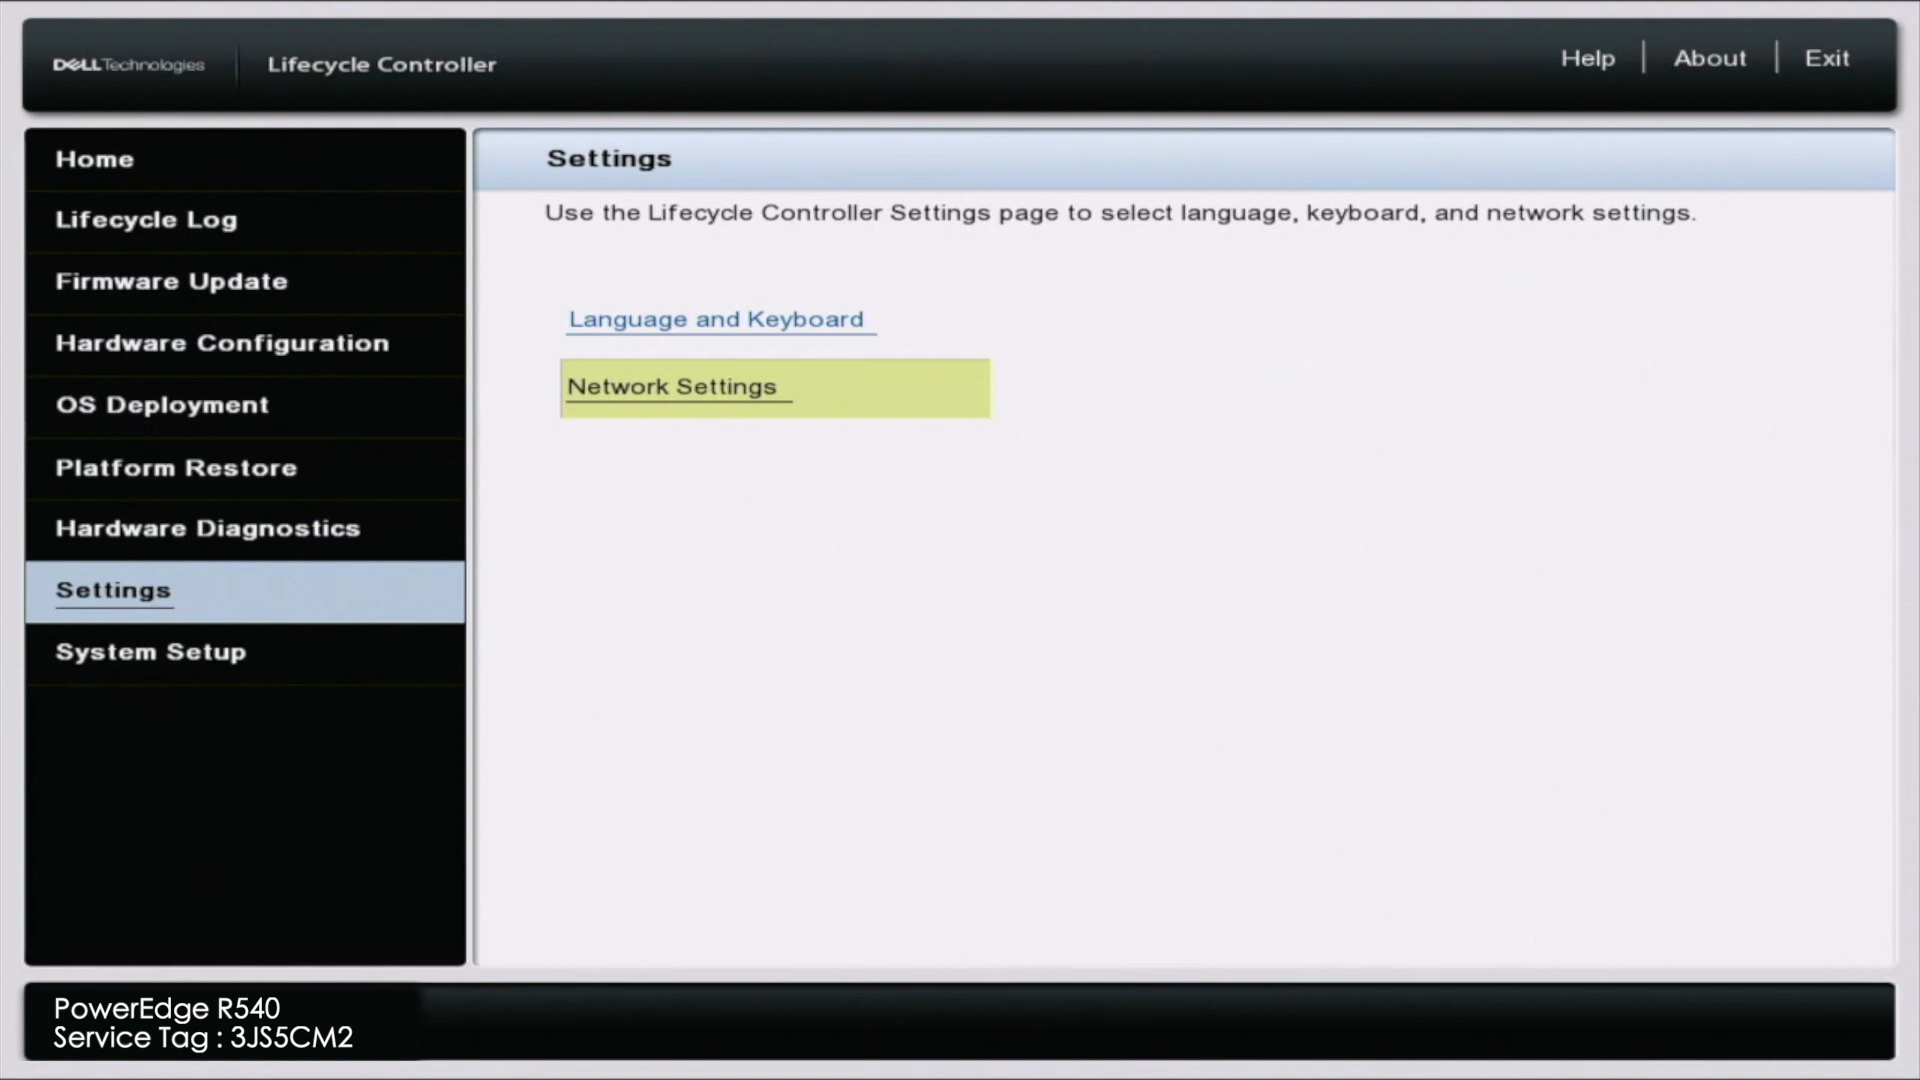 DELLTechnologies
Lifecycle Controller
Help
About
Exit
Home
Lifecycle Log
Firmware Update
Hardware Configuration
OS Deployment
Platform Restore
Hardware Diagnostics
Settings
System Setup
Settings
Use the Lifecycle Controller Settings page to select language, keyboard, and network settings.
Language and Keyboard
Network Settings
PowerEdge R540
Service Tag : 3JS5CM2